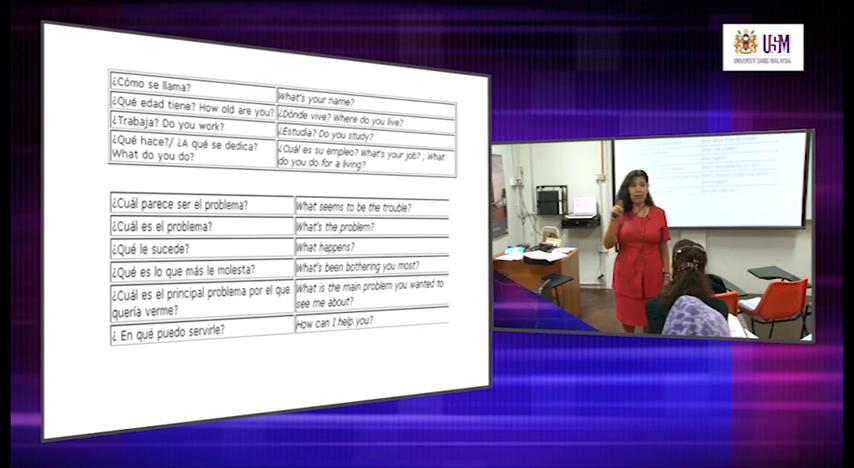 USM
UNIVERSITI SAINS MALAYSIA
¿Cómo se llama? What's your name?
¿Qué edad tiene? How old are you? ¿Dónde vive? Where do you live?
¿Trabaja? Do you work? ¿Estudia? Do you study?
¿Qué hace?/ ¿A qué se dedica? ¿Cuál es su empleo? What's your job? , What
What do you do? do you do for a living?
¿Cuál parece ser el problema? What seems to be the trouble?
¿Cuál es el problema? What's the problem?
¿Qué le sucede? What happens?
¿Qué es lo que más le molesta? What's been bothering you most?
¿Cuál es el principal problema por el que What is the main problem you wanted to
quería verme? see me about?
¿ En qué puedo servirle? How can I help you?